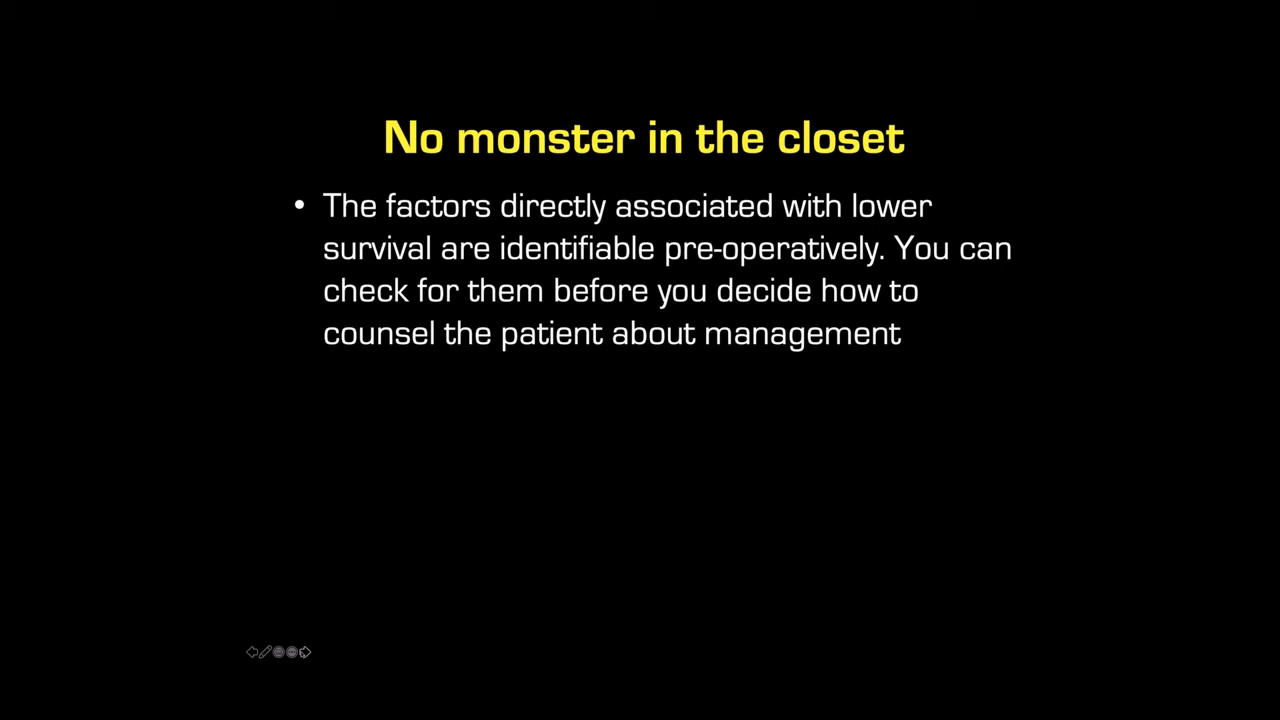 No monster in the closet
• The factors directly associated with lower
survival are identifiable pre-operatively. You can
check for them before you decide how to
counsel the patient about management